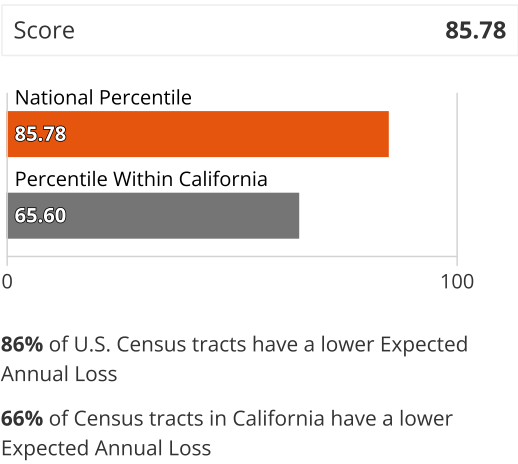 Score 85.78
National Percentile
85.78
Percentile Within California
65.60
0 100
86% of U.S. Census tracts have a lower Expected
Annual Loss
66% of Census tracts in California have a lower
Expected Annual Loss